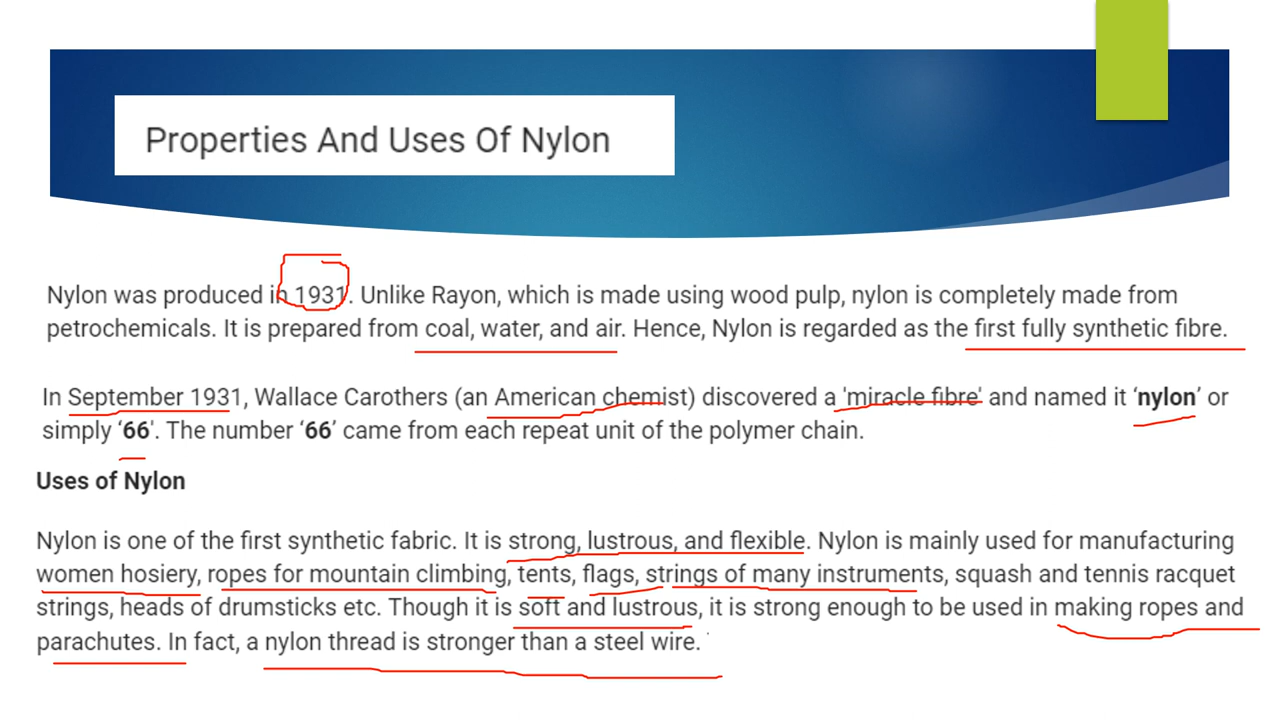 Properties And Uses Of Nylon
Nylon was produced in 1931. Unlike Rayon, which is made using wood pulp, nylon is completely made from
petrochemicals. It is prepared from coal, water, and air. Hence, Nylon is regarded as the first fully synthetic fibre.
In September 1931, Wallace Carothers (an American chemist) discovered a 'miracle fibre' and named it ‘nylon’ or
simply ‘66'. The number ‘66’ came from each repeat unit of the polymer chain.
Uses of Nylon
Nylon is one of the first synthetic fabric. It is strong, lustrous, and flexible. Nylon is mainly used for manufacturing
women hosiery, ropes for mountain climbing, tents, flags, strings of many instruments, squash and tennis racquet
strings, heads of drumsticks etc. Though it is soft and lustrous, it is strong enough to be used in making ropes and
parachutes. In fact, a nylon thread is stronger than a steel wire.